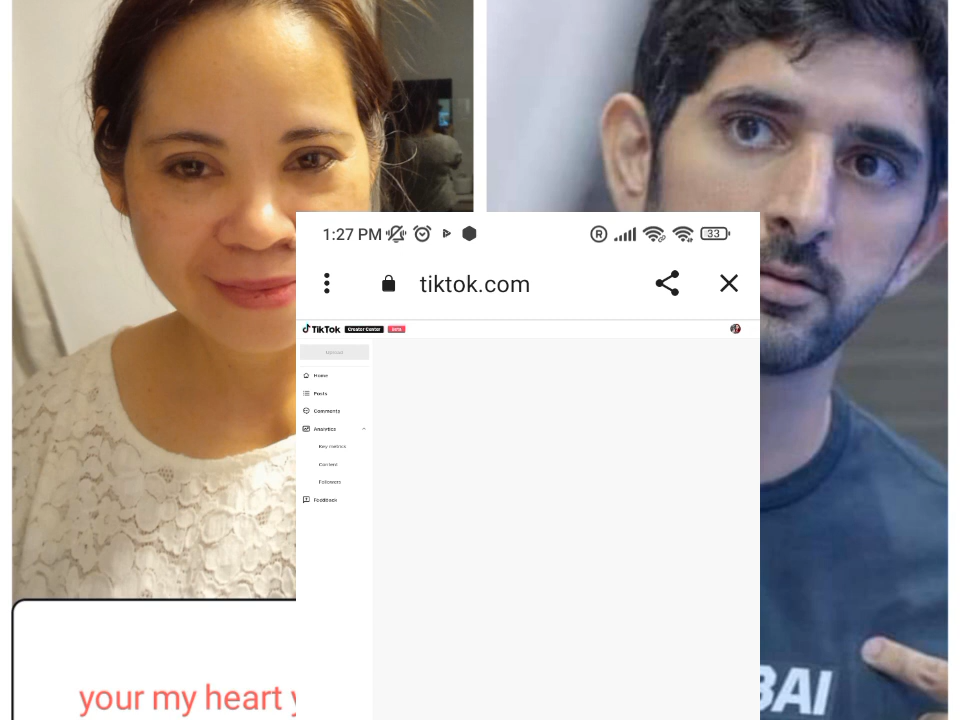 1:27 PM
R
33
tiktok.com
TikTok Creator Center Beta
Upload
Home
Posts
Comments
Analytics
Key metrics
Content
Followers
Feedback
BAI
your my heart y